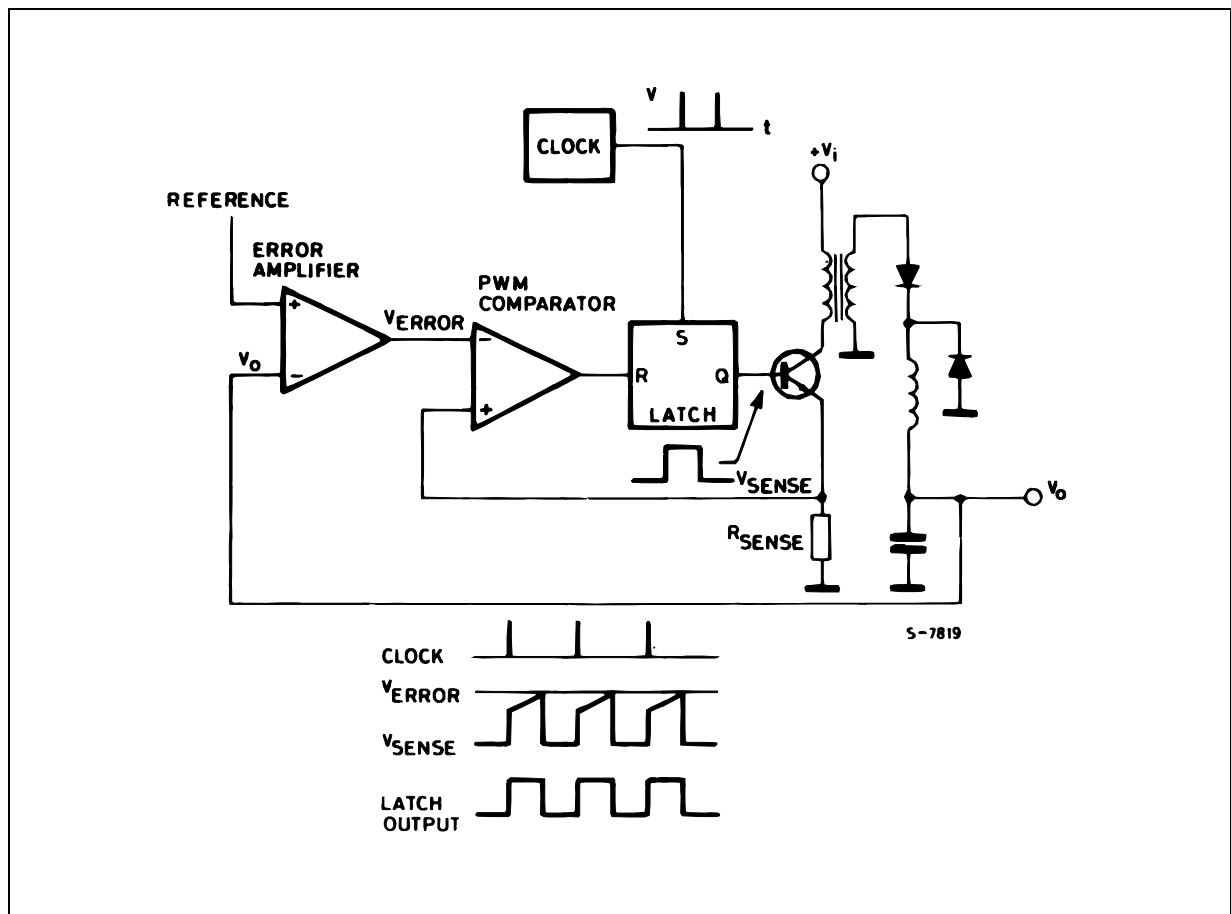 V
t
CLOCK
+Vi
REFERENCE
ERROR
AMPLIFIER
PWM
COMPARATOR
+
VERROR
-
S
Vo
-
R
Q
+
LATCH
VSENSE
Vo
RSENSE
S-7819
CLOCK
VERROR
VSENSE
LATCH
OUTPUT